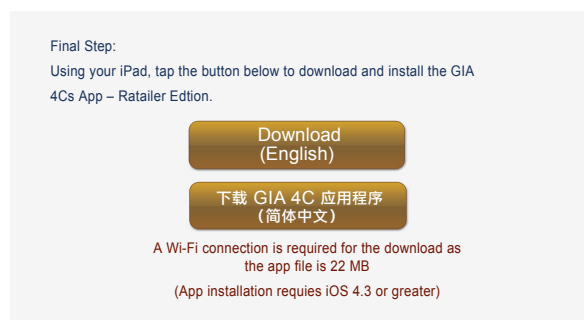 Final Step:
Using your iPad, tap the button below to download and install the GIA
4Cs App – Ratailer Edtion.
Download
(English)
下载 GIA 4C 应用程序
（简体中文）
A Wi-Fi connection is required for the download as
the app file is 22 MB
(App installation requies iOS 4.3 or greater)